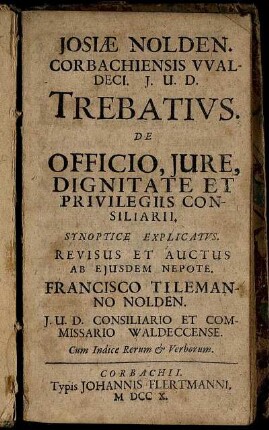 JOSIÆ NOLDEN.
CORBACHIENSIS VVAL-
DECI. J. U. D.
TREBATIVS.
DE
OFFICIO, JURE,
DIGNITATE ET
PRIVILEGIIS CON-
SILIARII,
SYNOPTICE EXPLICATVS.
REVISUS ET AUCTUS
AB EJUSDEM NEPOTE,
FRANCISCO TILEMAN-
NO NOLDEN.
J. U. D. CONSILIARIO ET COM-
MISSARIO WALDECCENSE.
Cum Indice Rerum & Verborum.
CORBACHII.
Typis JOHANNIS FLERTMANNI,
M DCC X.